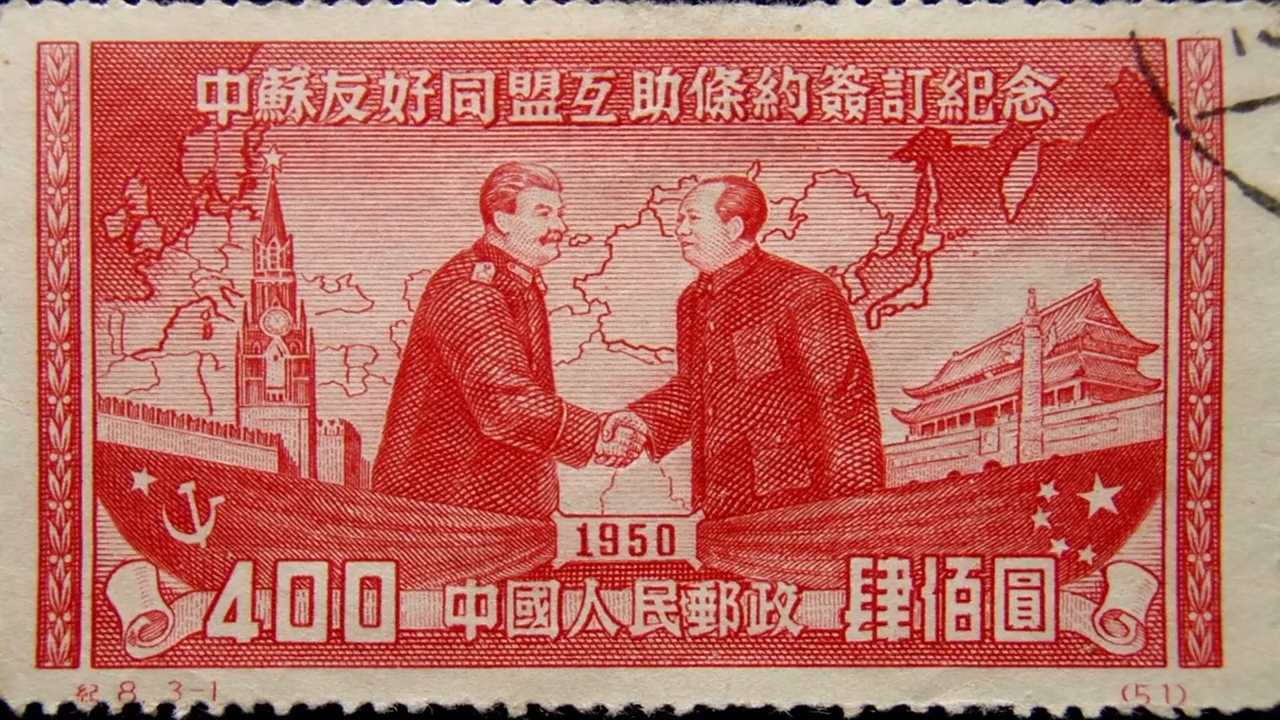 中蘇友好同盟互助條約簽訂紀念
1950
400 中國人民郵政 肆佰圓
紀 8. 3-1 (51)